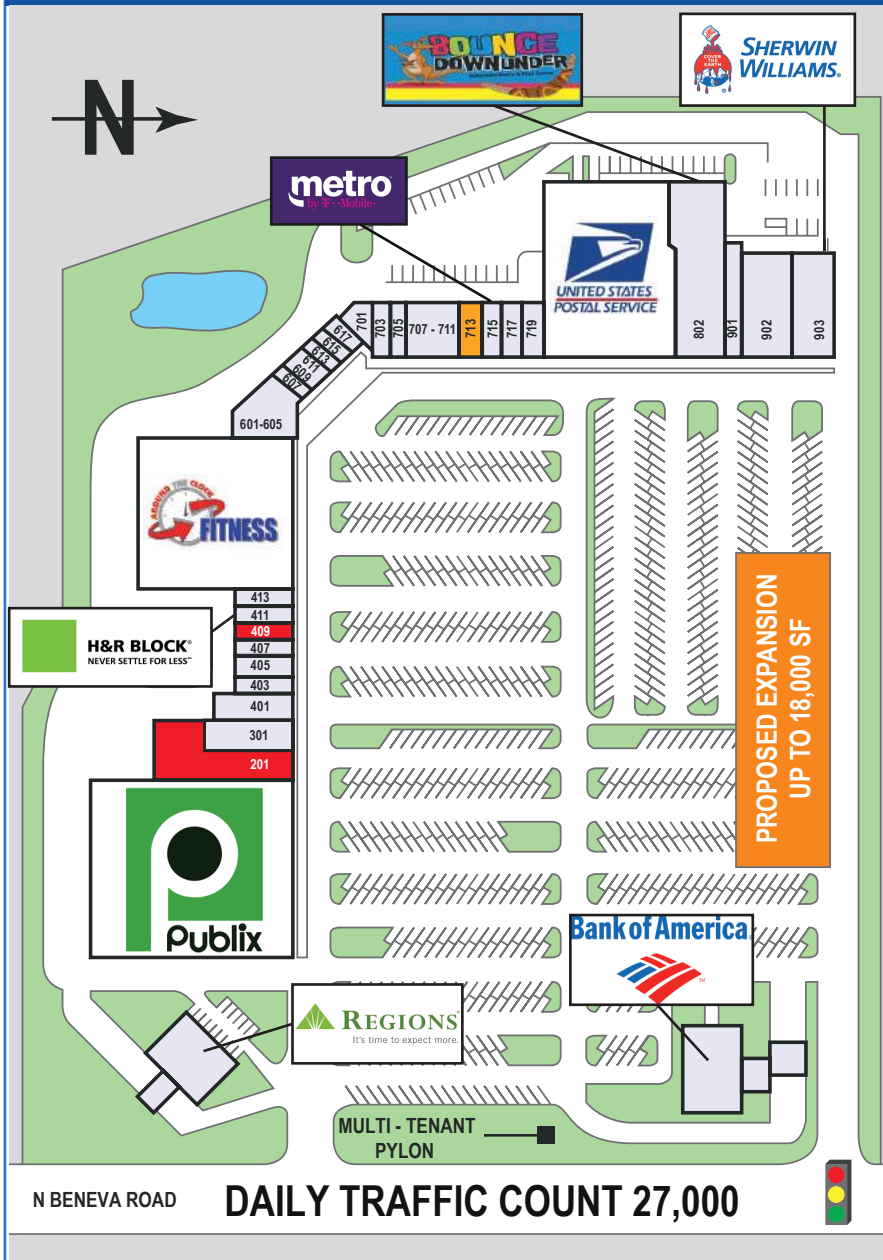 BOUNCE
DOWNUNDER
SHERWIN
WILLIAMS.
COVER
THE
EARTH
N
metro
by T-Mobile
UNITED STATES
POSTAL SERVICE
701
703
705
707 - 711
713
715
717
719
802
901
902
903
617
615
613
611
609
607
601-605
AROUND THE CLOCK
FITNESS
413
411
409
407
405
403
401
301
201
H&R BLOCK®
NEVER SETTLE FOR LESS℠
PROPOSED EXPANSION
UP TO 18,000 SF
Publix
Bank of America
REGIONS
It's time to expect more.
MULTI - TENANT
PYLON
N BENEVA ROAD
DAILY TRAFFIC COUNT 27,000